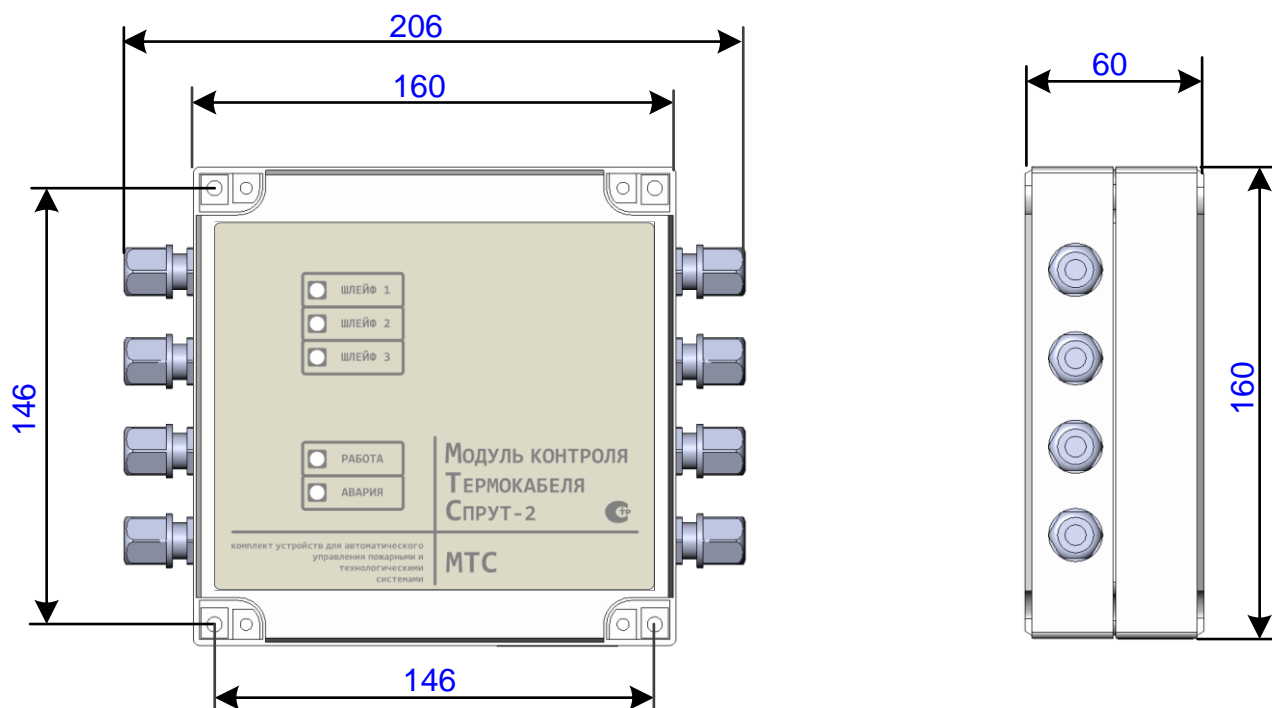 206
160
60
146
160
ШЛЕЙФ 1
ШЛЕЙФ 2
ШЛЕЙФ 3
РАБОТА
АВАРИЯ
МОДУЛЬ КОНТРОЛЯ
ТЕРМОКАБЕЛЯ
СПРУТ-2
ТР
комплект устройств для автоматического
управления пожарными и
технологическими
системами
МТС
146